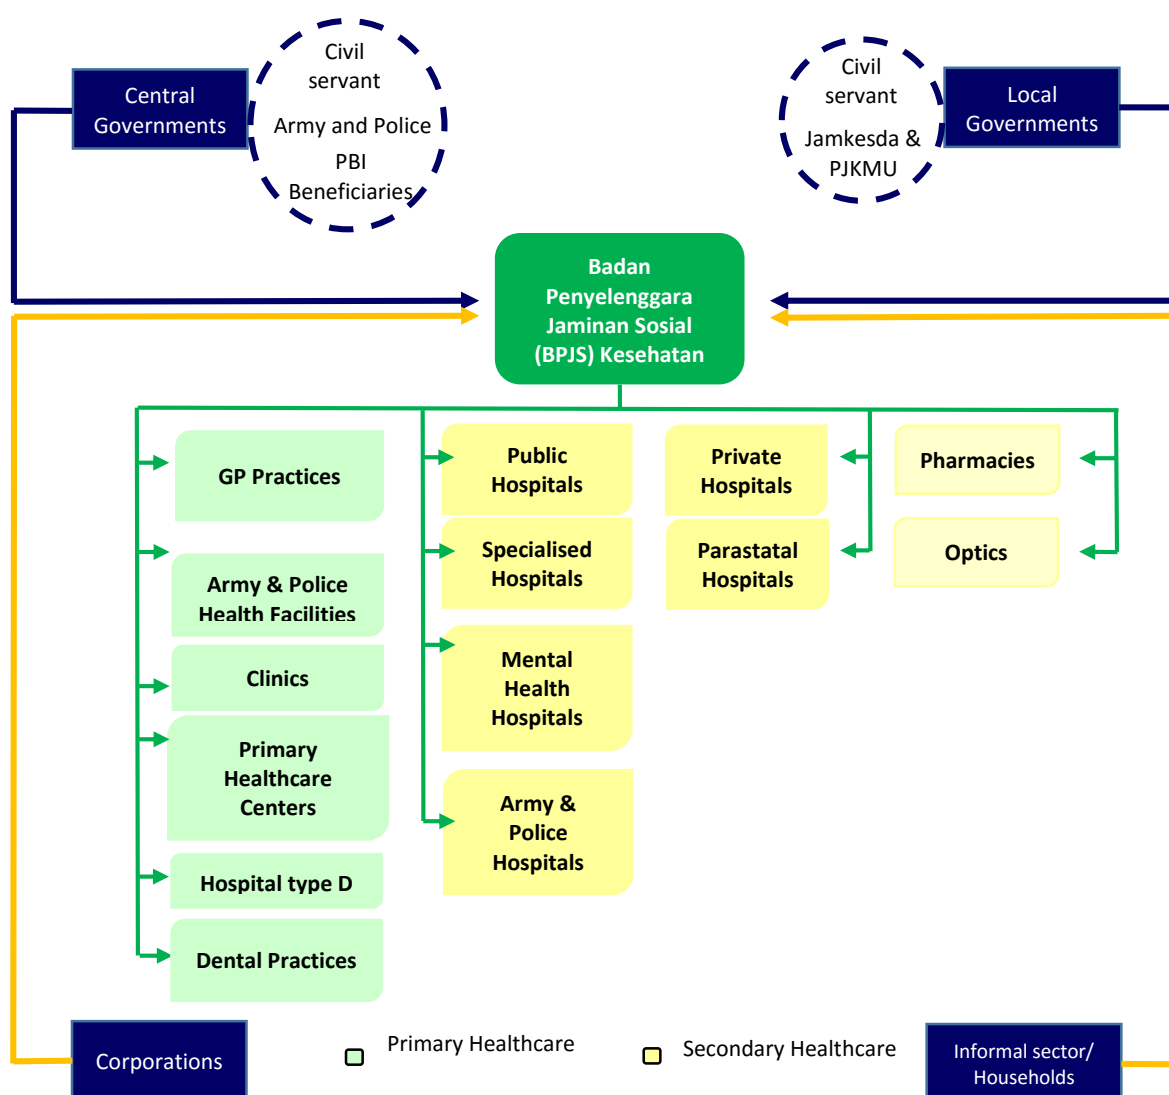 Central
Governments
Civil
servant
Army and Police
PBI
Beneficiaries
Civil
servant
Jamkesda &
PJKMU
Local
Governments
Badan
Penyelenggara
Jaminan Sosial
(BPJS) Kesehatan
GP Practices
Army & Police
Health Facilities
Clinics
Primary
Healthcare
Centers
Hospital type D
Dental Practices
Public
Hospitals
Specialised
Hospitals
Mental
Health
Hospitals
Army &
Police
Hospitals
Private
Hospitals
Parastatal
Hospitals
Pharmacies
Optics
Corporations
Primary Healthcare
Secondary Healthcare
Informal sector/
Households